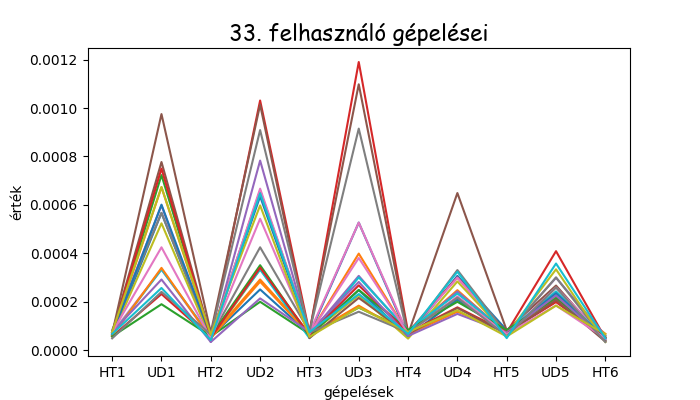 33. felhasználó gépelései
0.0012
0.0010
0.0008
0.0006
0.0004
0.0002
0.0000
érték
HT1 UD1 HT2 UD2 HT3 UD3 HT4 UD4 HT5 UD5 HT6
gépelések